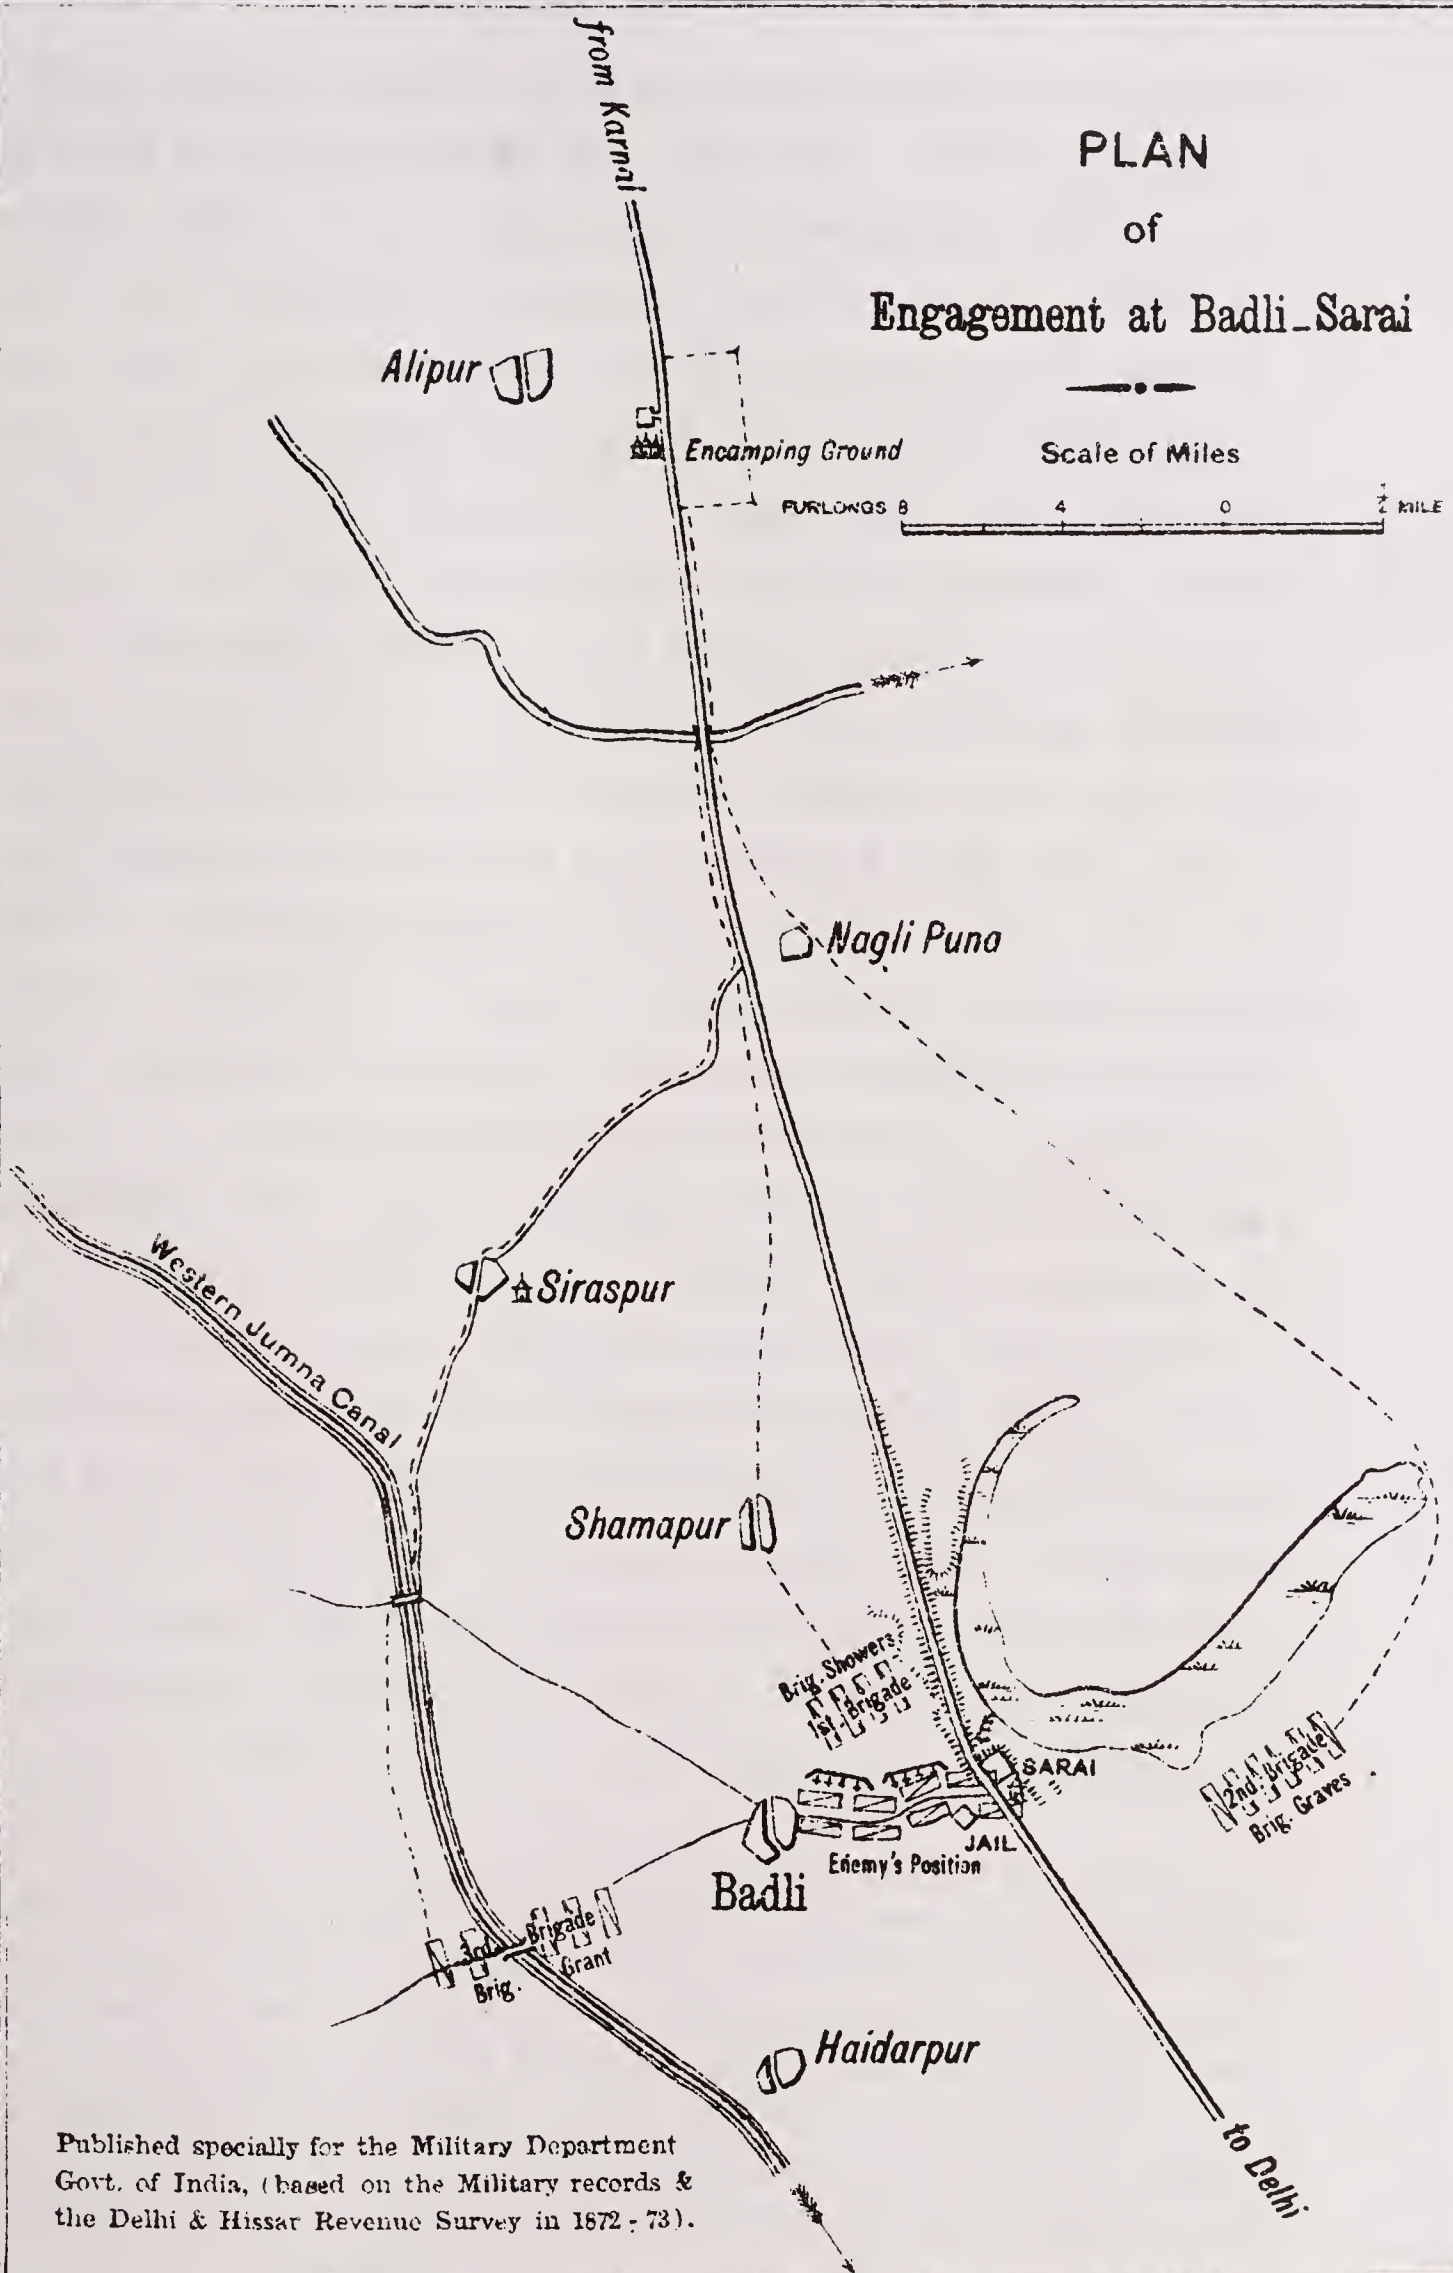 from Karnal
PLAN
of
Engagement at Badli-Sarai
Scale of Miles
FURLONGS 8 4 0 ½ MILE
Alipur
Encamping Ground
Nagli Puna
Western Jumna Canal
Siraspur
Shamapur
Brig. Showers
1st Brigade
SARAI
2nd Brigade
Brig. Graves
JAIL
Enemy's Position
Badli
3rd Brigade
Brig. Grant
Haidarpur
to Delhi
Published specially for the Military Department
Govt. of India, (based on the Military records &
the Delhi & Hissar Revenue Survey in 1872-73).